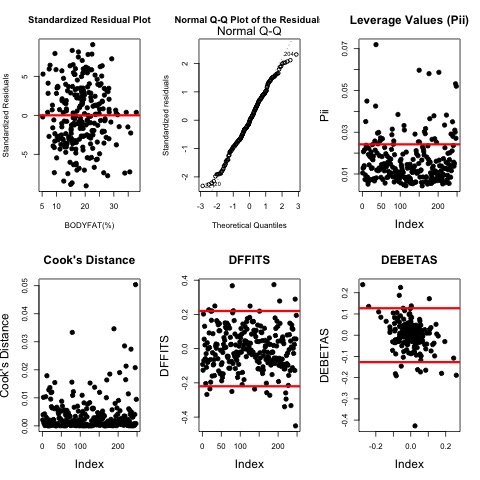 Standardized Residual Plot
Standardized Residuals
5
0
-5
5 10 20 30
BODYFAT(%)
Normal Q-Q Plot of the Residuals
Normal Q-Q
Standardized residuals
2
1
0
-1
-2
204
-3 -2 -1 0 1 2 3
Theoretical Quantiles
Leverage Values (Pii)
Pii
0.07
0.05
0.03
0.01
0 50 100 200
Index
Cook's Distance
Cook's Distance
0.05
0.04
0.03
0.02
0.01
0.00
0 50 100 200
Index
DFFITS
DFFITS
0.4
0.2
0.0
-0.2
-0.4
0 50 100 200
Index
DEBETAS
DEBETAS
0.2
0.1
0.0
-0.1
-0.2
-0.3
-0.4
-0.2 0.0 0.2
Index